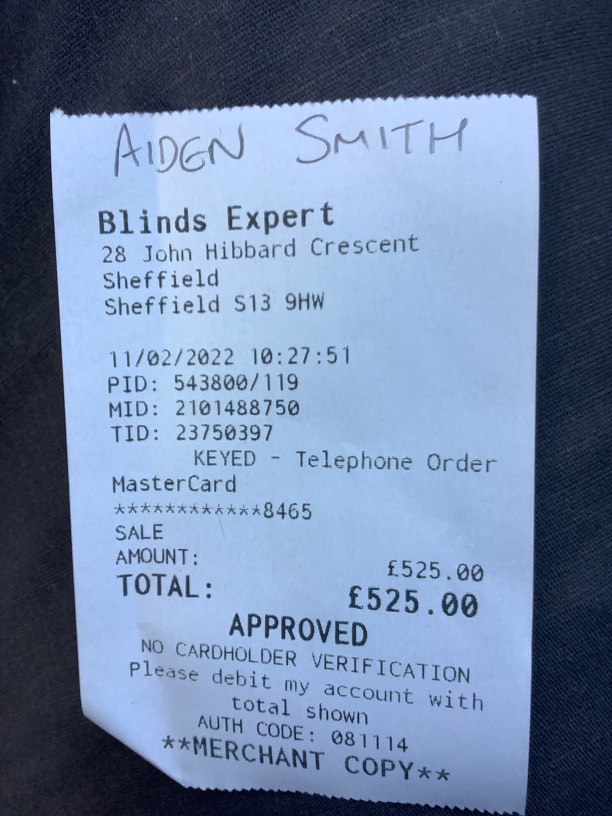 AIDEN SMITH
Blinds Expert
28 John Hibbard Crescent
Sheffield
Sheffield S13 9HW
11/02/2022 10:27:51
PID: 543800/119
MID: 2101488750
TID: 23750397
KEYED - Telephone Order
MasterCard
************8465
SALE
AMOUNT: £525.00
TOTAL: £525.00
APPROVED
NO CARDHOLDER VERIFICATION
Please debit my account with
total shown
AUTH CODE: 081114
**MERCHANT COPY**